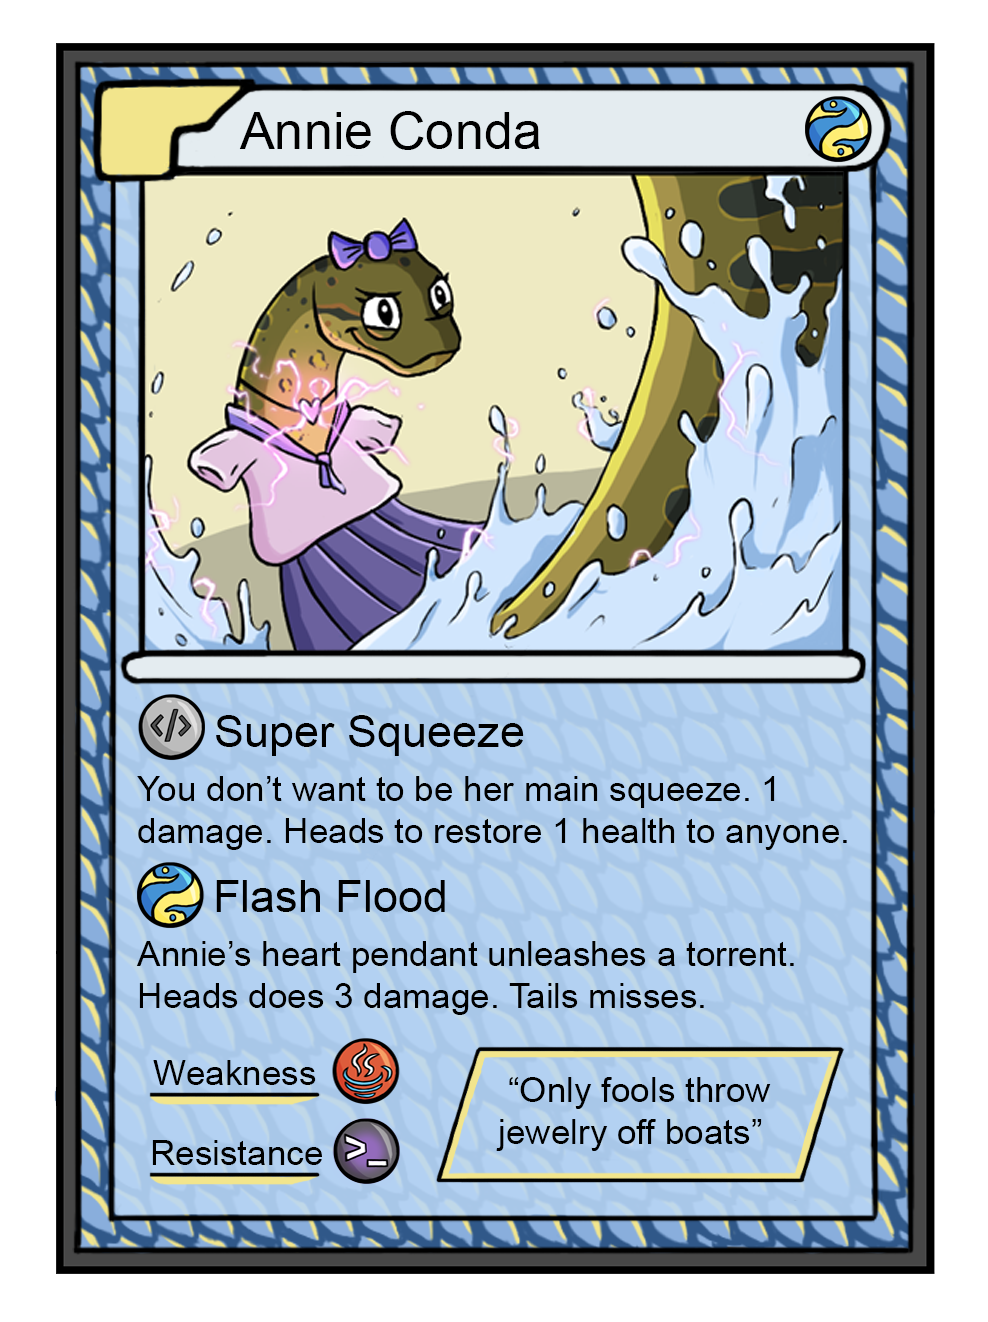 Annie Conda
</> Super Squeeze
You don’t want to be her main squeeze. 1
damage. Heads to restore 1 health to anyone.
Flash Flood
Annie’s heart pendant unleashes a torrent.
Heads does 3 damage. Tails misses.
Weakness
Resistance >_
“Only fools throw
jewelry off boats”